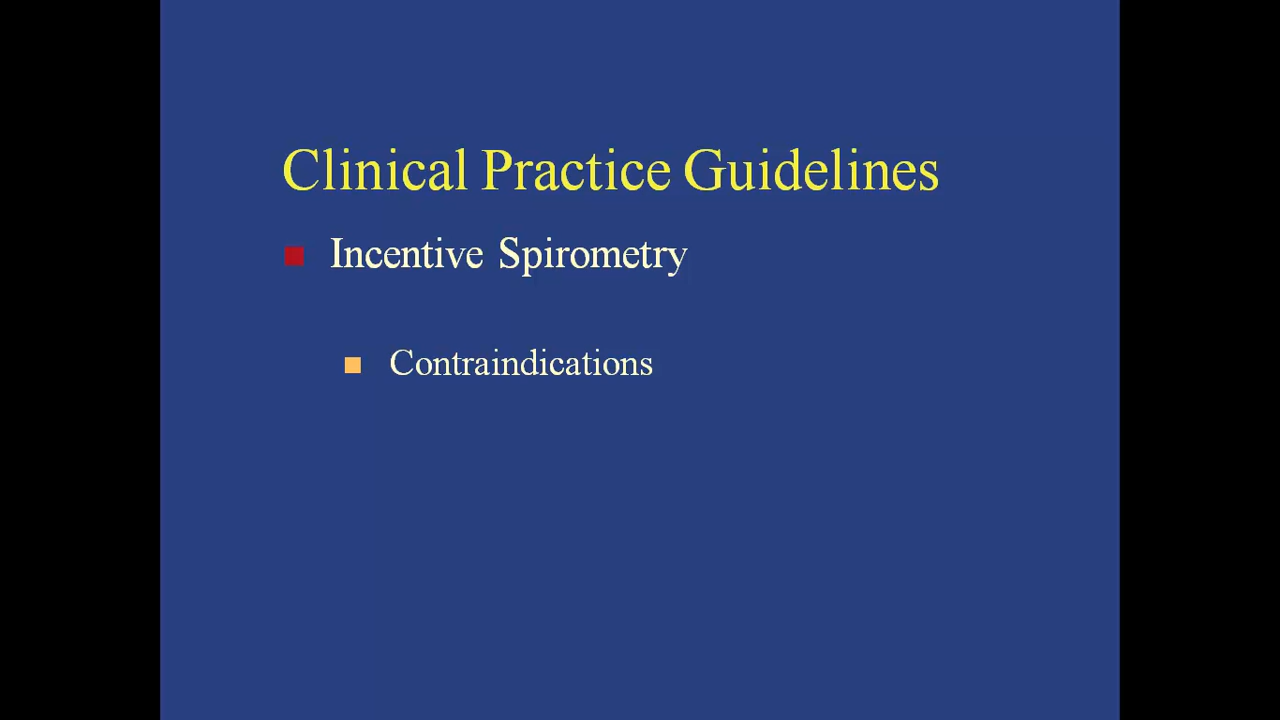 Clinical Practice Guidelines
Incentive Spirometry
Contraindications